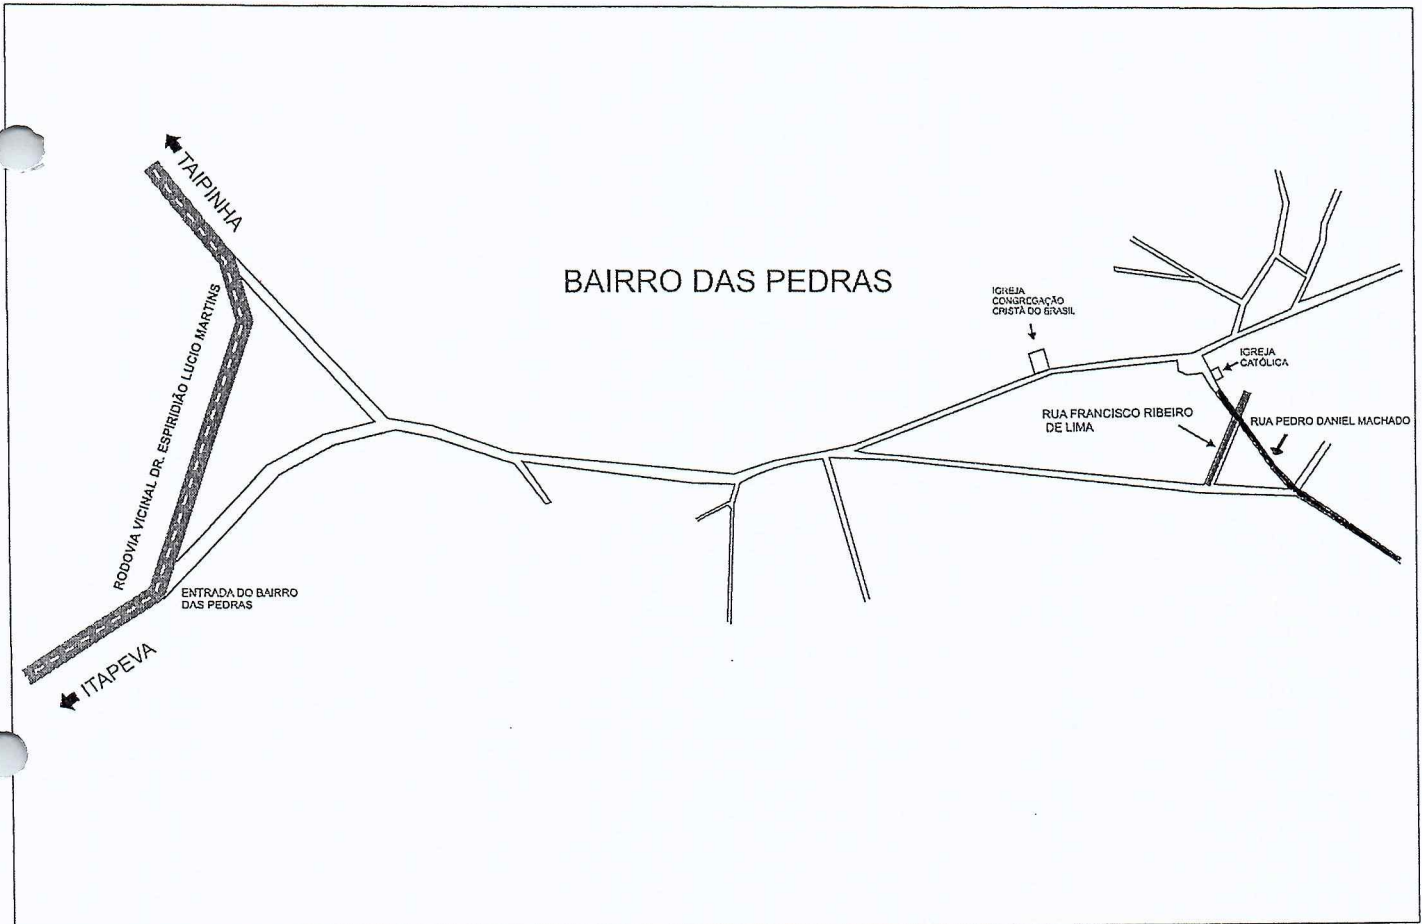 TAIPINHA
BAIRRO DAS PEDRAS
IGREJA
CONGREGAÇÃO
CRISTÃ DO BRASIL
IGREJA
CATÓLICA
RUA FRANCISCO RIBEIRO
DE LIMA
RUA PEDRO DANIEL MACHADO
RODOVIA VICINAL DR. ESPIRIDIÃO LUCIO MARTINS
ENTRADA DO BAIRRO
DAS PEDRAS
ITAPEVA